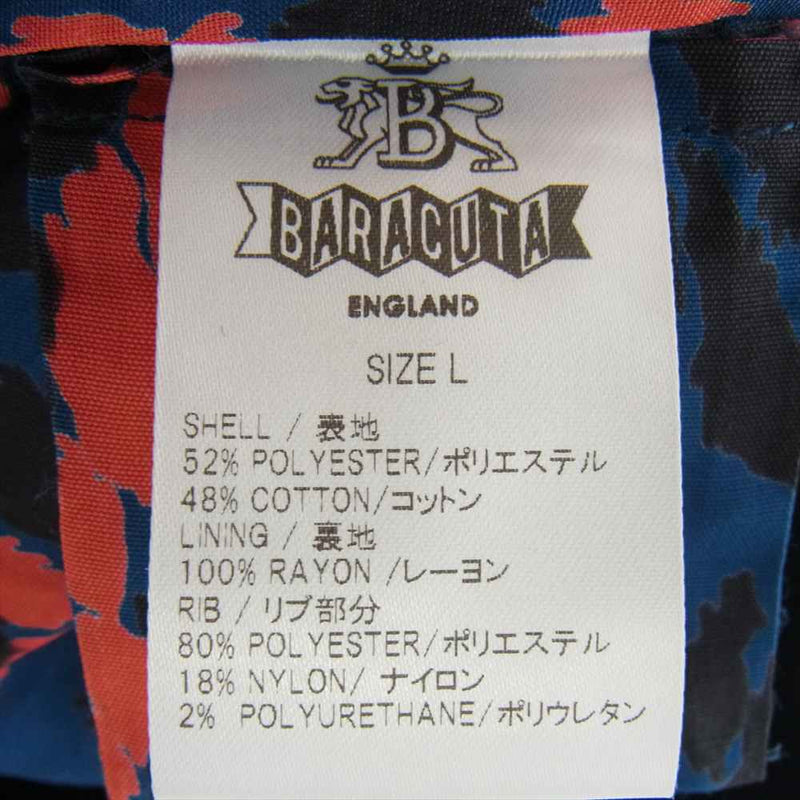 B
BARACUTA
ENGLAND
SIZE L
SHELL / 表地
52% POLYESTER/ポリエステル
48% COTTON/コットン
LINING / 裏地
100% RAYON /レーヨン
RIB / リブ部分
80% POLYESTER/ポリエステル
18% NYLON/ ナイロン
2% POLYURETHANE/ポリウレタン